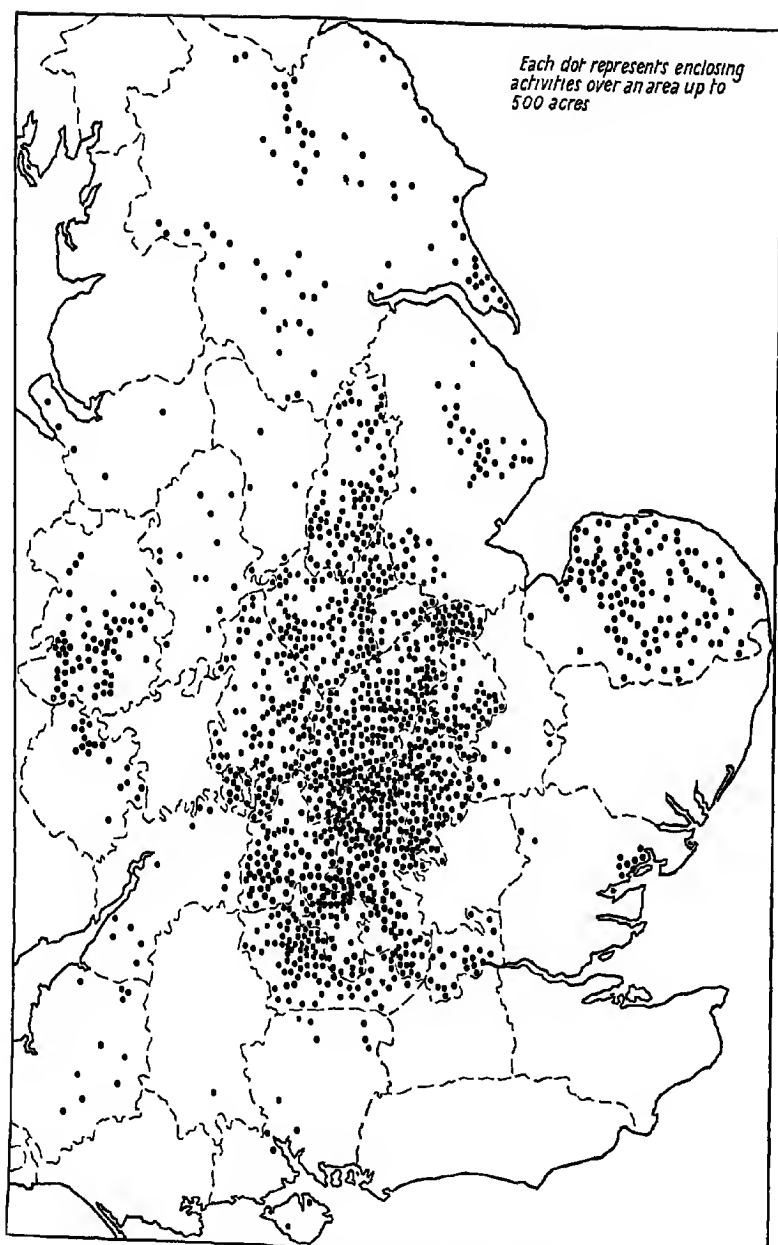 Each dot represents enclosing
activities over an area up to
500 acres